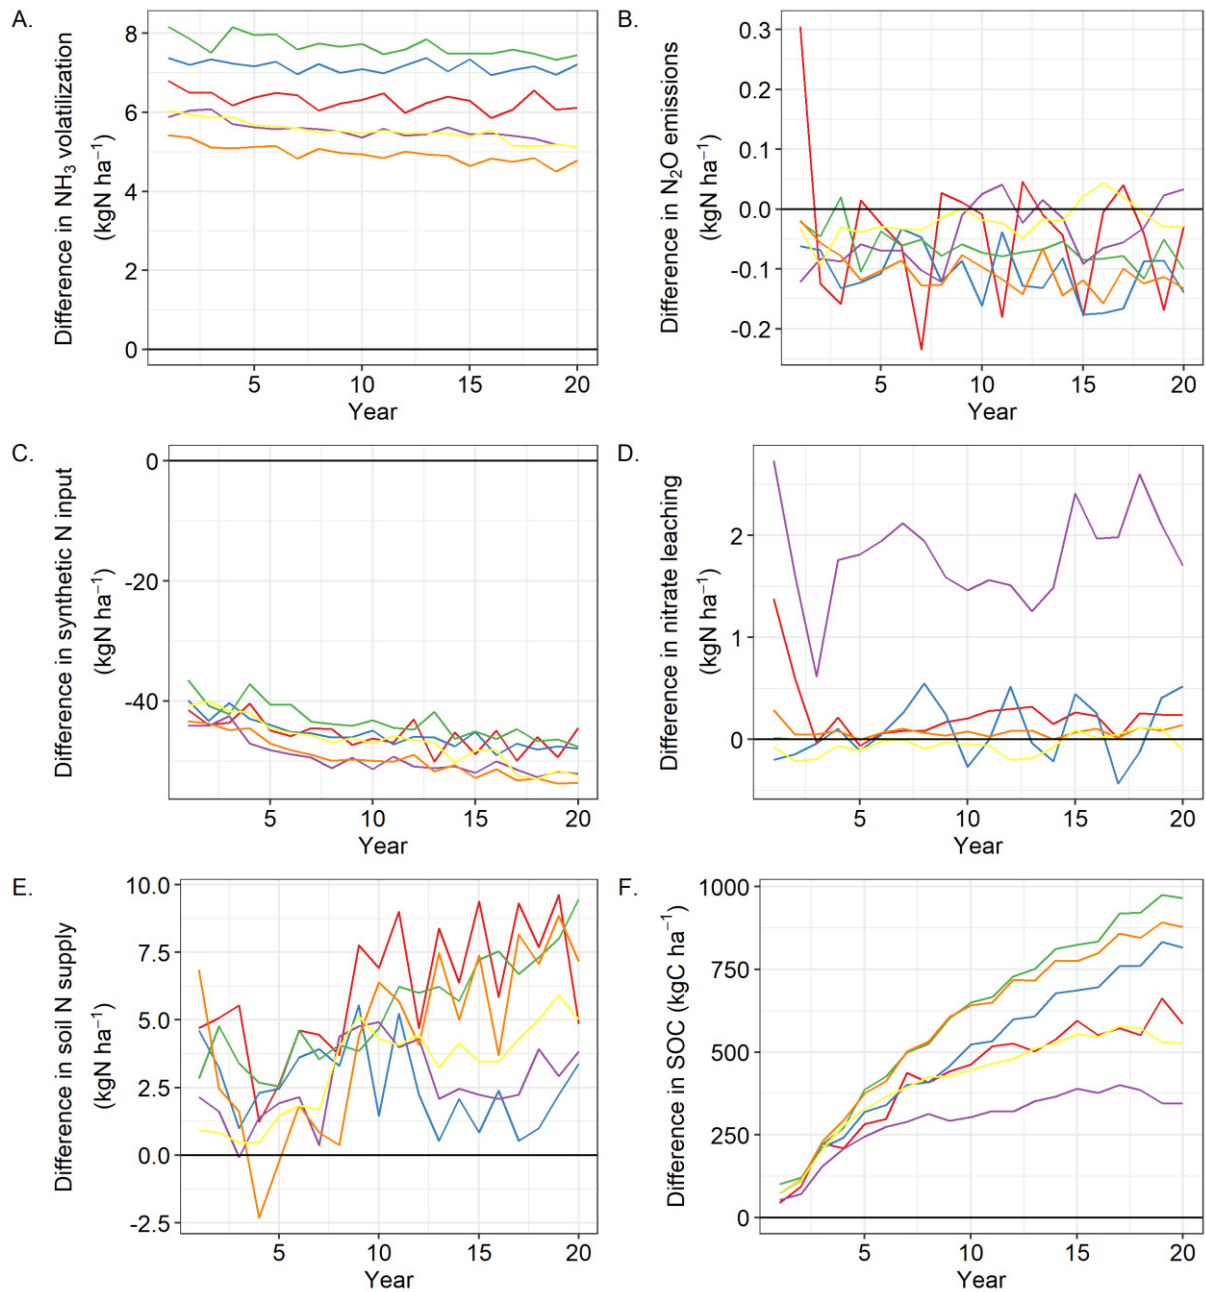 A.
Difference in NH₃ volatilization
(kgN ha⁻¹)
8
6
4
2
0
5
10
15
20
Year
B.
Difference in N₂O emissions
(kgN ha⁻¹)
0.3
0.2
0.1
0.0
-0.1
-0.2
5
10
15
20
Year
C.
Difference in synthetic N input
(kgN ha⁻¹)
0
-20
-40
5
10
15
20
Year
D.
Difference in nitrate leaching
(kgN ha⁻¹)
2
1
0
5
10
15
20
Year
E.
Difference in soil N supply
(kgN ha⁻¹)
10.0
7.5
5.0
2.5
0.0
-2.5
5
10
15
20
Year
F.
Difference in SOC (kgC ha⁻¹)
1000
750
500
250
0
5
10
15
20
Year